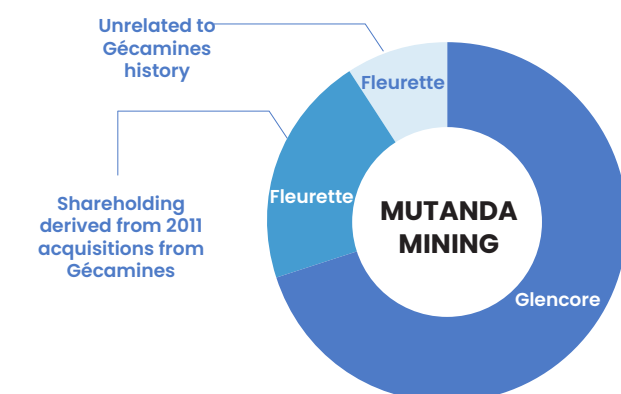 Unrelated to
Gécamines
history
Fleurette
Shareholding
derived from 2011
acquisitions from
Gécamines
Fleurette
MUTANDA
MINING
Glencore